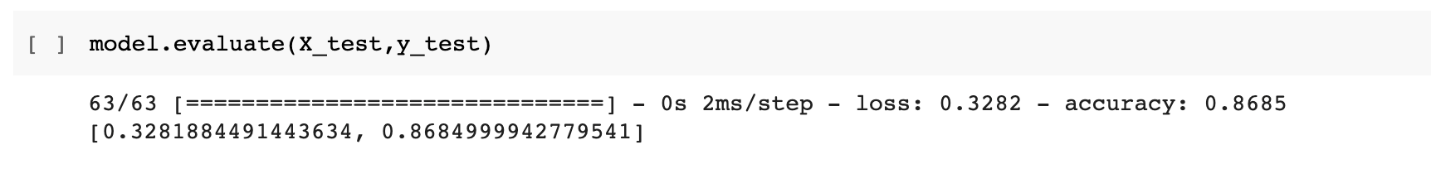 [ ] model.evaluate(X_test,y_test)
63/63 [==============================] - 0s 2ms/step - loss: 0.3282 - accuracy: 0.8685
[0.3281884491443634, 0.8684999942779541]